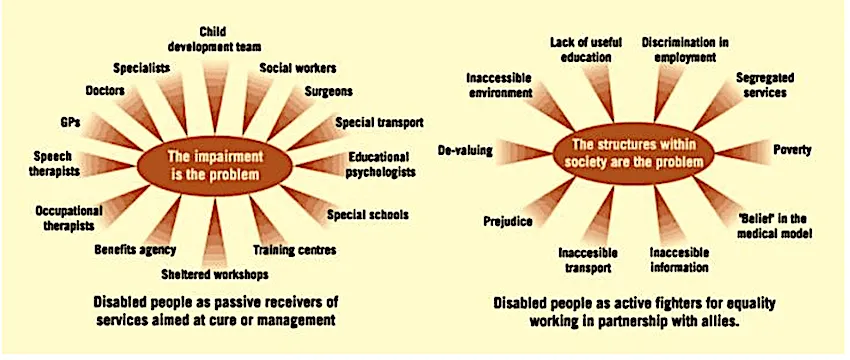 Child
development team
Specialists
Social workers
Doctors
Surgeons
GPs
Special transport
The impairment
is the problem
Speech
therapists
Educational
psychologists
Occupational
therapists
Special schools
Benefits agency
Training centres
Sheltered workshops
Disabled people as passive receivers of
services aimed at cure or management
Lack of useful
education
Discrimination in
employment
Inaccessible
environment
Segregated
services
De-valuing
The structures within
society are the problem
Poverty
Prejudice
'Belief' in the
medical model
Inaccesible
transport
Inaccesible
information
Disabled people as active fighters for equality
working in partnership with allies.